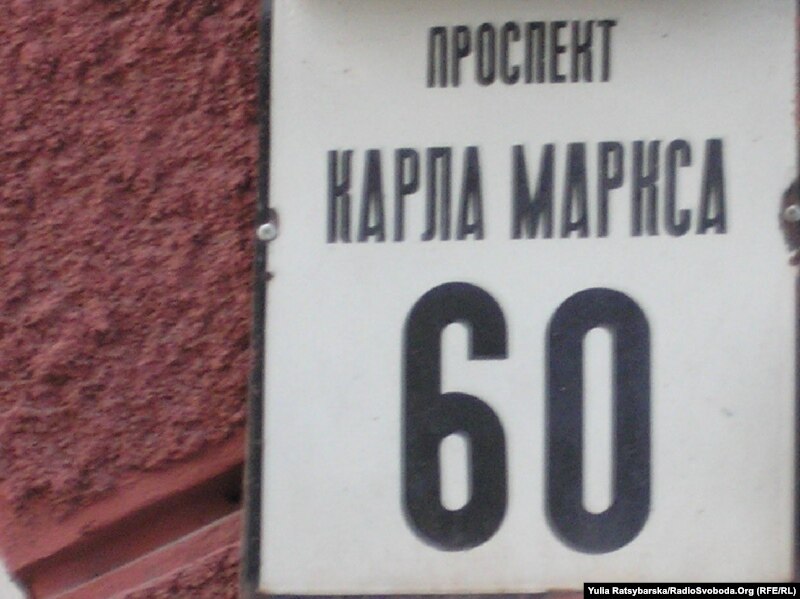 ПРОСПЕКТ
КАРЛА МАРКСА
60
Yulia Ratsybarska/RadioSvoboda.Org (RFE/RL)